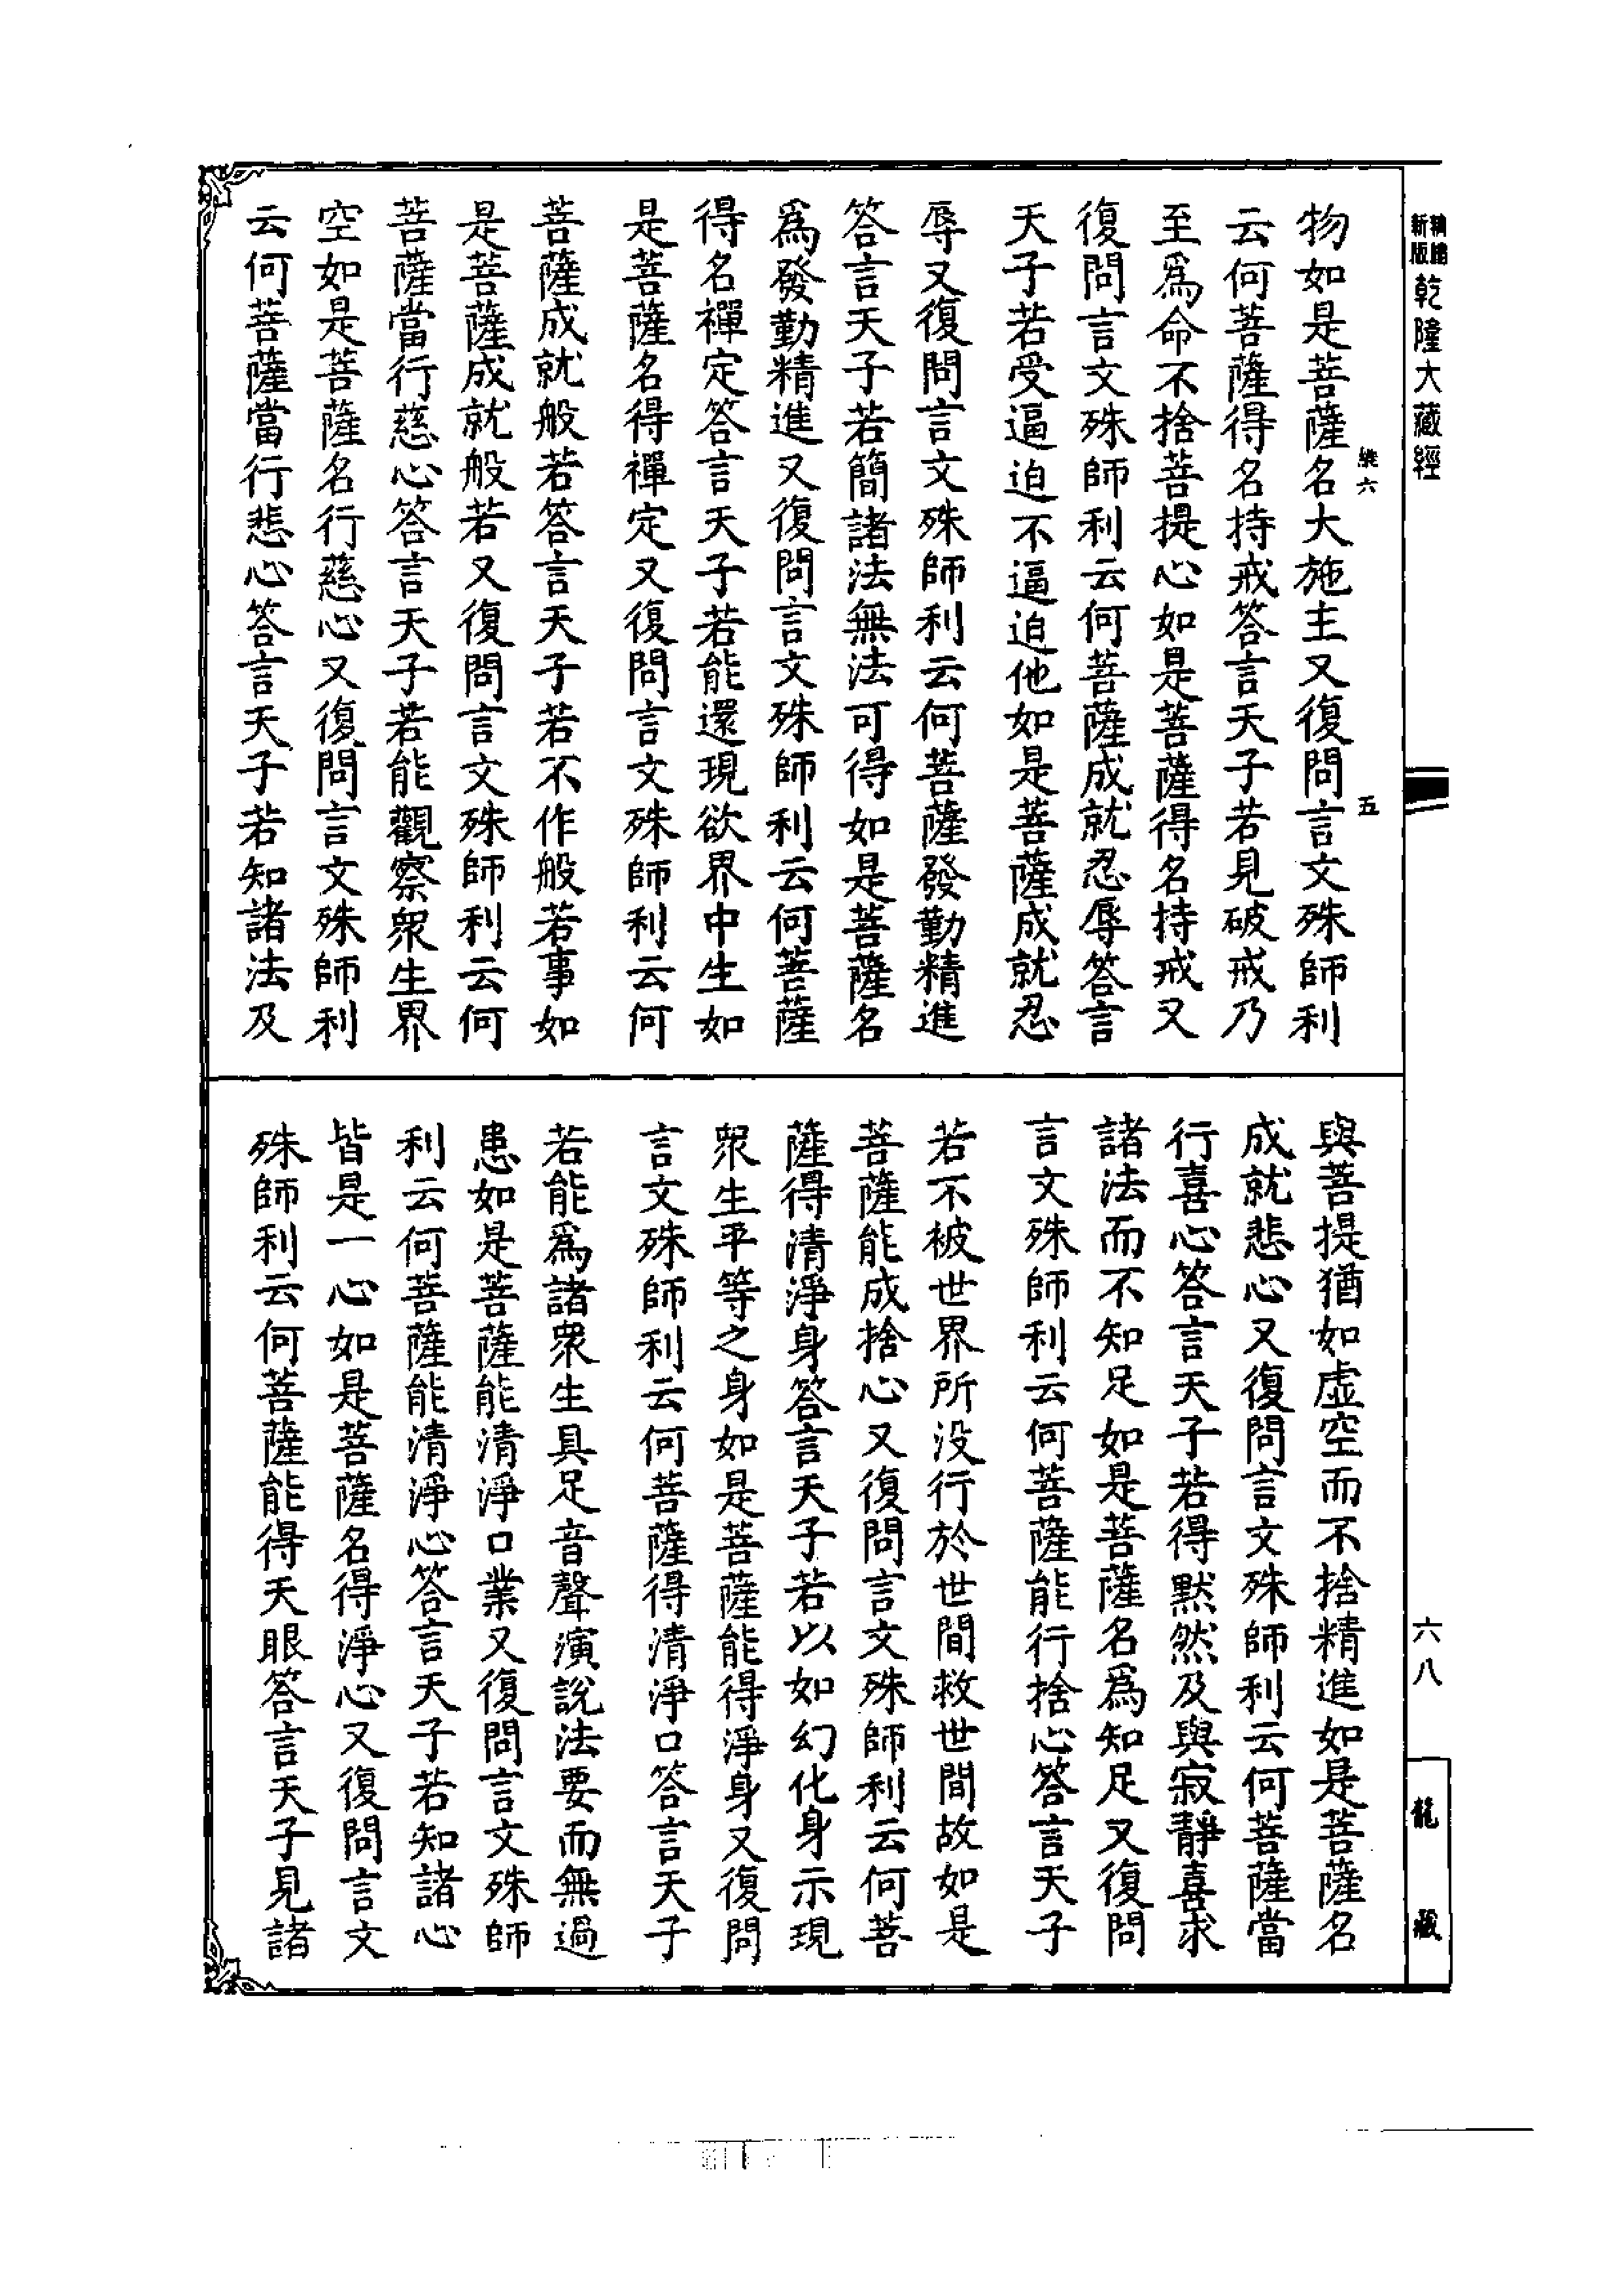 新版
精縮
乾隆大藏經
六八
龍藏
六
五
物如是菩薩名大施主又復問言文殊師利
云何菩薩得名持戒答言天子若見破戒乃
至爲命不捨菩提心如是菩薩得名持戒又
復問言文殊師利云何菩薩成就忍辱答言
天子若受逼迫不逼迫他如是菩薩成就忍
辱又復問言文殊師利云何菩薩發勤精進
答言天子若簡諸法無法可得如是菩薩名
爲發勤精進又復問言文殊師利云何菩薩
得名禪定答言天子若能還現欲界中生如
是菩薩名得禪定又復問言文殊師利云何
菩薩成就般若答言天子若不作般若事如
是菩薩成就般若又復問言文殊師利云何
菩薩當行慈心答言天子若能觀察眾生界
空如是菩薩名行慈心又復問言文殊師利
云何菩薩當行悲心答言天子若知諸法及
與菩提猶如虛空而不捨精進如是菩薩名
成就悲心又復問言文殊師利云何菩薩當
行喜心答言天子若得默然及與寂靜喜求
諸法而不知足如是菩薩名爲知足又復問
言文殊師利云何菩薩能行捨心答言天子
若不被世界所没行於世間救世間故如是
菩薩能成捨心又復問言文殊師利云何菩
薩得清淨身答言天子若以如幻化身示現
眾生平等之身如是菩薩能得淨身又復問
言文殊師利云何菩薩得清淨口答言天子
若能爲諸眾生具足音聲演說法要而無過
患如是菩薩能清淨口業又復問言文殊師
利云何菩薩能清淨心答言天子若知諸心
皆是一心如是菩薩名得淨心又復問言文
殊師利云何菩薩能得天眼答言天子見諸